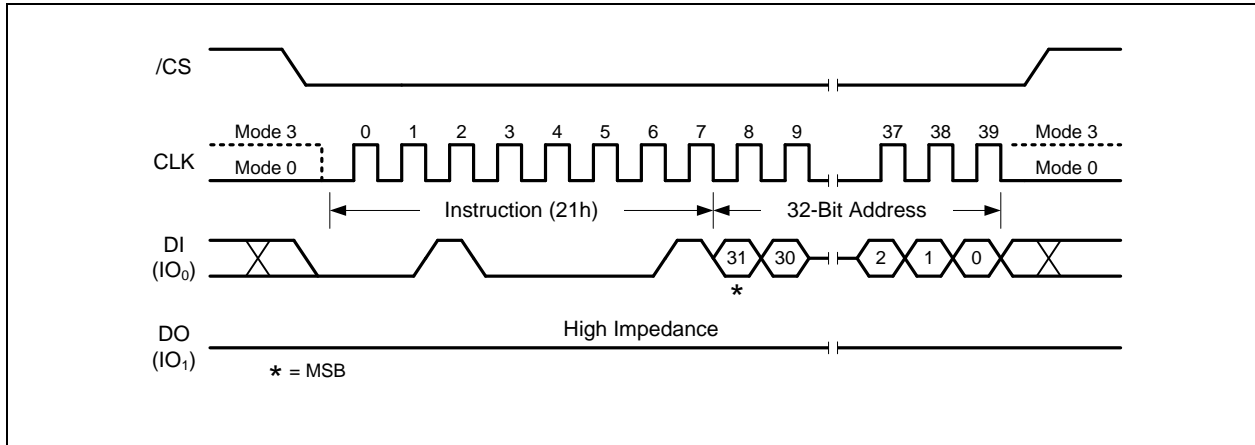 /CS
Mode 3 0 1 2 3 4 5 6 7 8 9 37 38 39 Mode 3
CLK
Mode 0 Mode 0
Instruction (21h) 32-Bit Address
DI
(IO₀)
31 30 2 1 0
*
High Impedance
DO
(IO₁)
* = MSB